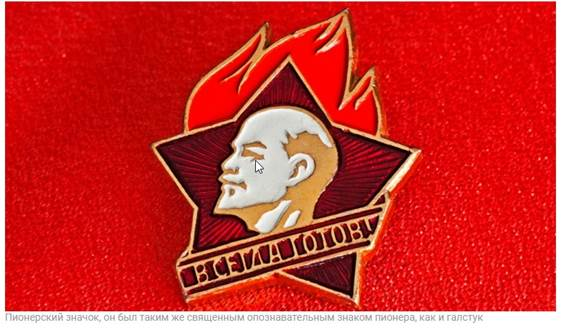 ВСЕГДА ГОТОВ!
Пионерский значок, он был таким же священным опознавательным знаком пионера, как и галстук